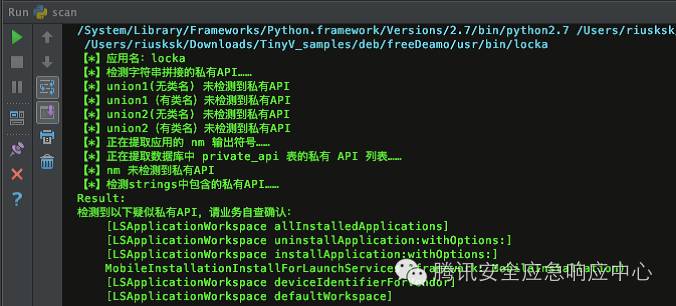 Run scan
/System/Library/Frameworks/Python.framework/Versions/2.7/bin/python2.7 /Users/riusksk
/Users/riusksk/Downloads/TinyV_samples/deb/freeDeamo/usr/bin/locka
【*】应用名: locka
【*】检测字符串拼接的私有API……
【*】union1(无类名) 未检测到私有API
【*】union1 (有类名) 未检测到私有API
【*】union2(无类名) 未检测到私有API
【*】union2 (有类名) 未检测到私有API
【*】正在提取应用的 nm 输出符号……
【*】正在提取数据库中 private_api 表的私有 API 列表……
【*】nm 未检测到私有API
【*】检测strings中包含的私有API……
Result:
检测到以下疑似私有API, 请业务自查确认:
[LSApplicationWorkspace allInstalledApplications]
[LSApplicationWorkspace uninstallApplication:withOptions:]
[LSApplicationWorkspace installApplication:withOptions:]
MobileInstallationInstallForLaunchServices
[LSApplicationWorkspace deviceIdentifierForVendor]
[LSApplicationWorkspace defaultWorkspace]
腾讯安全应急响应中心